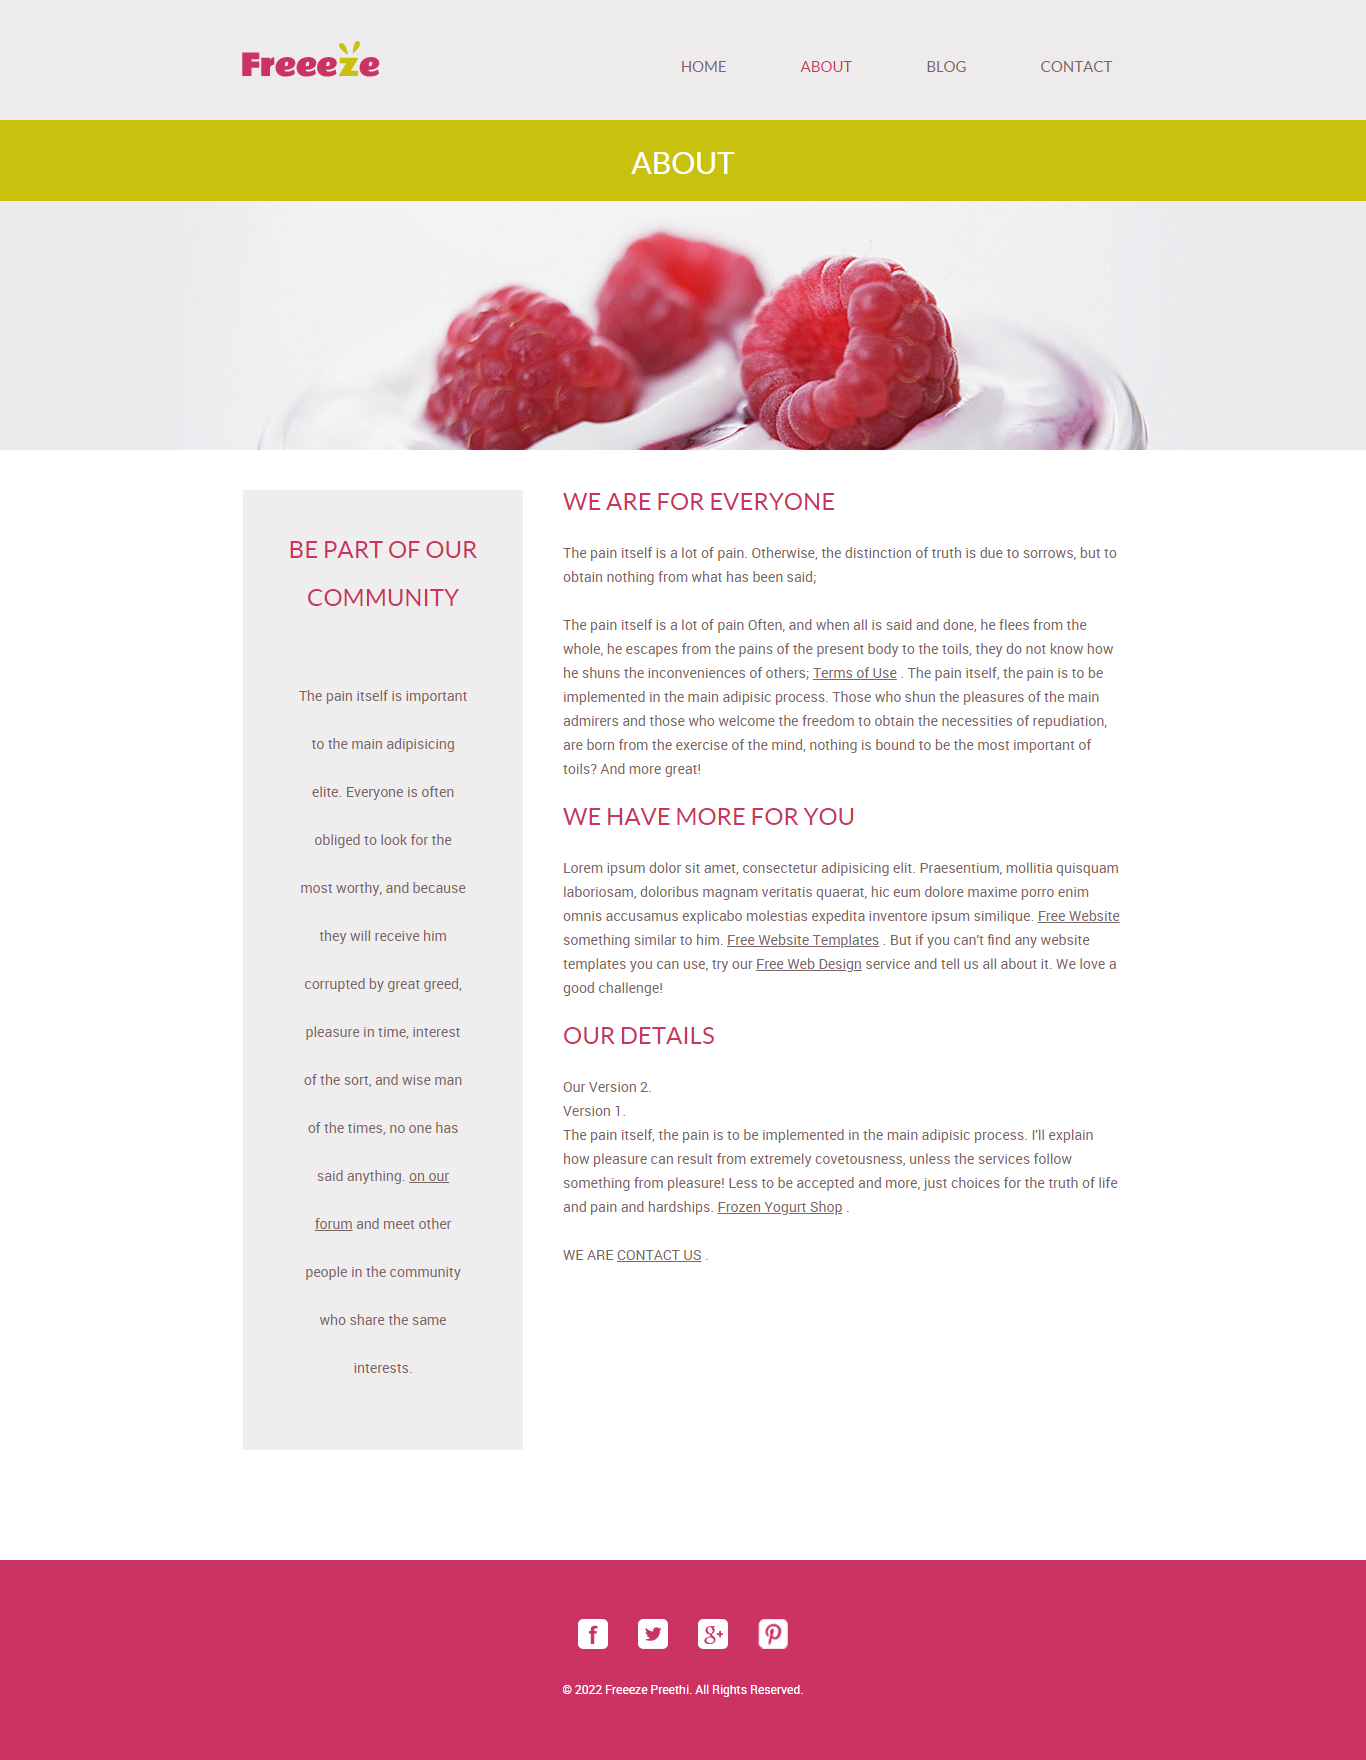 Freeeze
HOME
ABOUT
BLOG
CONTACT
ABOUT
BE PART OF OUR
COMMUNITY
The pain itself is important
to the main adipisicing
elite. Everyone is often
obliged to look for the
most worthy, and because
they will receive him
corrupted by great greed,
pleasure in time, interest
of the sort, and wise man
of the times, no one has
said anything. on our
forum and meet other
people in the community
who share the same
interests.
WE ARE FOR EVERYONE
The pain itself is a lot of pain. Otherwise, the distinction of truth is due to sorrows, but to
obtain nothing from what has been said;
The pain itself is a lot of pain Often, and when all is said and done, he flees from the
whole, he escapes from the pains of the present body to the toils, they do not know how
he shuns the inconveniences of others; Terms of Use . The pain itself, the pain is to be
implemented in the main adipisic process. Those who shun the pleasures of the main
admirers and those who welcome the freedom to obtain the necessities of repudiation,
are born from the exercise of the mind, nothing is bound to be the most important of
toils? And more great!
WE HAVE MORE FOR YOU
Lorem ipsum dolor sit amet, consectetur adipisicing elit. Praesentium, mollitia quisquam
laboriosam, doloribus magnam veritatis quaerat, hic eum dolore maxime porro enim
omnis accusamus explicabo molestias expedita inventore ipsum similique. Free Website
something similar to him. Free Website Templates . But if you can't find any website
templates you can use, try our Free Web Design service and tell us all about it. We love a
good challenge!
OUR DETAILS
Our Version 2.
Version 1.
The pain itself, the pain is to be implemented in the main adipisic process. I'll explain
how pleasure can result from extremely covetousness, unless the services follow
something from pleasure! Less to be accepted and more, just choices for the truth of life
and pain and hardships. Frozen Yogurt Shop .
WE ARE CONTACT US .
© 2022 Freeeze Preethi. All Rights Reserved.